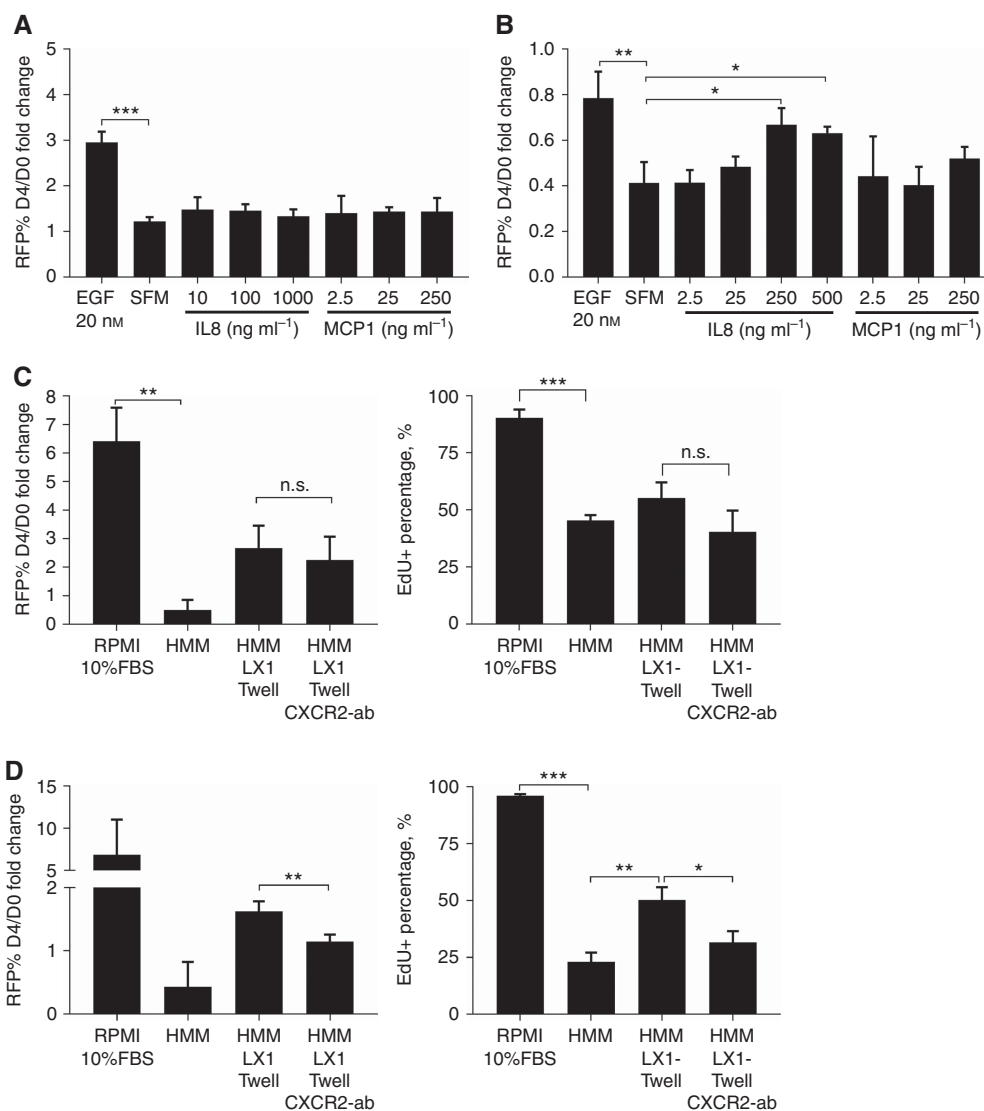 A
RFP% D4/D0 fold change
5
4
3
2
1
0
***
EGF 20 nM
SFM
10 100 1000
IL8 (ng ml⁻¹)
2.5 25 250
MCP1 (ng ml⁻¹)
B
RFP% D4/D0 fold change
1.0
0.8
0.6
0.4
0.2
0.0
**
*
*
EGF 20 nM
SFM
2.5 25 250 500
IL8 (ng ml⁻¹)
2.5 25 250
MCP1 (ng ml⁻¹)
C
RFP% D4/D0 fold change
8
7
6
5
4
3
2
1
0
**
n.s.
RPMI
10%FBS
HMM
HMM
LX1
Twell
HMM
LX1
Twell
CXCR2-ab
EdU+ percentage, %
100
75
50
25
0
***
n.s.
RPMI
10%FBS
HMM
HMM
LX1-
Twell
HMM
LX1-
Twell
CXCR2-ab
D
RFP% D4/D0 fold change
15
10
5
2
1
0
**
RPMI
10%FBS
HMM
HMM
LX1
Twell
HMM
LX1
Twell
CXCR2-ab
EdU+ percentage, %
100
75
50
25
0
***
**
*
RPMI
10%FBS
HMM
HMM
LX1-
Twell
HMM
LX1-
Twell
CXCR2-ab